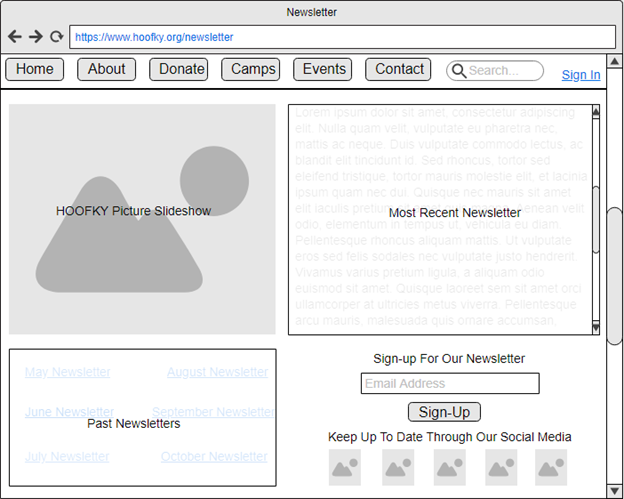 Newsletter
https://www.hoofky.org/newsletter
Home About Donate Camps Events Contact Search... Sign In
HOOFKY Picture Slideshow
Lorem ipsum dolor sit amet, consectetur adipiscing
elit. Nulla quam velit, vulputate eu pharetra nec,
mattis ac neque. Duis vulputate commodo lectus, ac
blandit elit tincidunt id. Sed rhoncus, tortor sed
eleifend tristique, tortor mauris molestie elit, et lacinia
ipsum quam nec dui. Quisque nec mauris sit amet
elit iaculis pretium sit amet Aenean velit
Most Recent Newsletter
odio, elementum in tempus ut, vehicula eu diam.
Pellentesque rhoncus aliquam mattis. Ut vulputate
eros sed felis sodales nec vulputate justo hendrerit.
Vivamus varius pretium ligula, a aliquam odio
euismod sit amet. Quisque laoreet sem sit amet orci
ullamcorper at ultricies metus viverra. Pellentesque
arcu mauris, malesuada quis ornare accumsan,
May Newsletter August Newsletter
June Newsletter September Newsletter
Past Newsletters
July Newsletter October Newsletter
Sign-up For Our Newsletter
Email Address
Sign-Up
Keep Up To Date Through Our Social Media